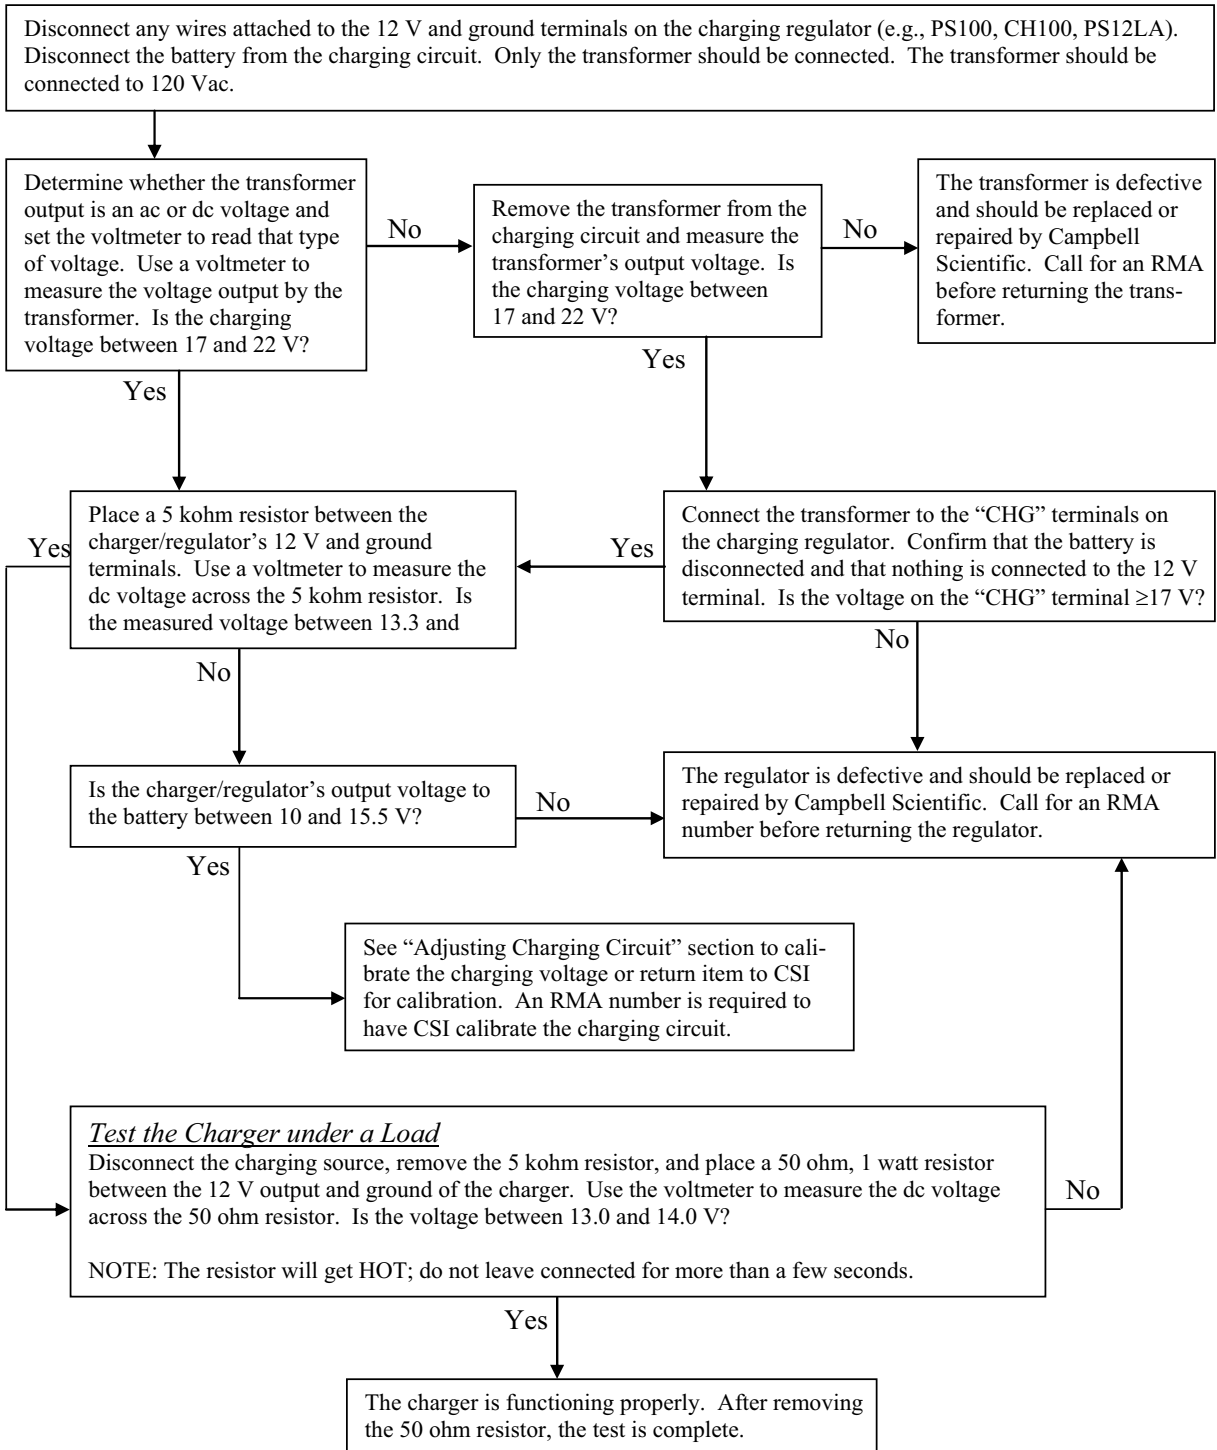 Disconnect any wires attached to the 12 V and ground terminals on the charging regulator (e.g., PS100, CH100, PS12LA).
Disconnect the battery from the charging circuit. Only the transformer should be connected. The transformer should be
connected to 120 Vac.
Determine whether the transformer
output is an ac or dc voltage and
set the voltmeter to read that type
of voltage. Use a voltmeter to
measure the voltage output by the
transformer. Is the charging
voltage between 17 and 22 V?
No
Remove the transformer from the
charging circuit and measure the
transformer’s output voltage. Is
the charging voltage between
17 and 22 V?
No
The transformer is defective
and should be replaced or
repaired by Campbell
Scientific. Call for an RMA
before returning the trans-
former.
Yes
Yes
Place a 5 kohm resistor between the
charger/regulator’s 12 V and ground
terminals. Use a voltmeter to measure the
dc voltage across the 5 kohm resistor. Is
the measured voltage between 13.3 and
Yes
Yes
Connect the transformer to the “CHG” terminals on
the charging regulator. Confirm that the battery is
disconnected and that nothing is connected to the 12 V
terminal. Is the voltage on the “CHG” terminal ≥17 V?
No
No
Is the charger/regulator’s output voltage to
the battery between 10 and 15.5 V?
No
The regulator is defective and should be replaced or
repaired by Campbell Scientific. Call for an RMA
number before returning the regulator.
Yes
See “Adjusting Charging Circuit” section to cali-
brate the charging voltage or return item to CSI
for calibration. An RMA number is required to
have CSI calibrate the charging circuit.
Test the Charger under a Load
Disconnect the charging source, remove the 5 kohm resistor, and place a 50 ohm, 1 watt resistor
between the 12 V output and ground of the charger. Use the voltmeter to measure the dc voltage
across the 50 ohm resistor. Is the voltage between 13.0 and 14.0 V?
NOTE: The resistor will get HOT; do not leave connected for more than a few seconds.
No
Yes
The charger is functioning properly. After removing
the 50 ohm resistor, the test is complete.